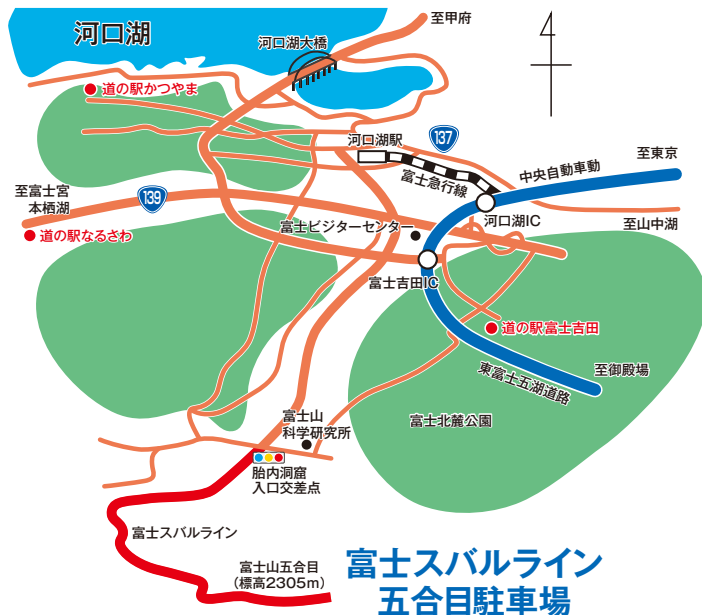 河口湖
河口湖大橋
至甲府
道の駅かつやま
河口湖駅
137
富士急行線
中央自動車動
至東京
至富士宮
本栖湖
139
道の駅なるさわ
富士ビジターセンター
河口湖IC
至山中湖
富士吉田IC
道の駅富士吉田
東富士五湖道路
至御殿場
富士山
科学研究所
富士北麓公園
胎内洞窟
入口交差点
富士スバルライン
富士山五合目
(標高2305m)
富士スバルライン
五合目駐車場